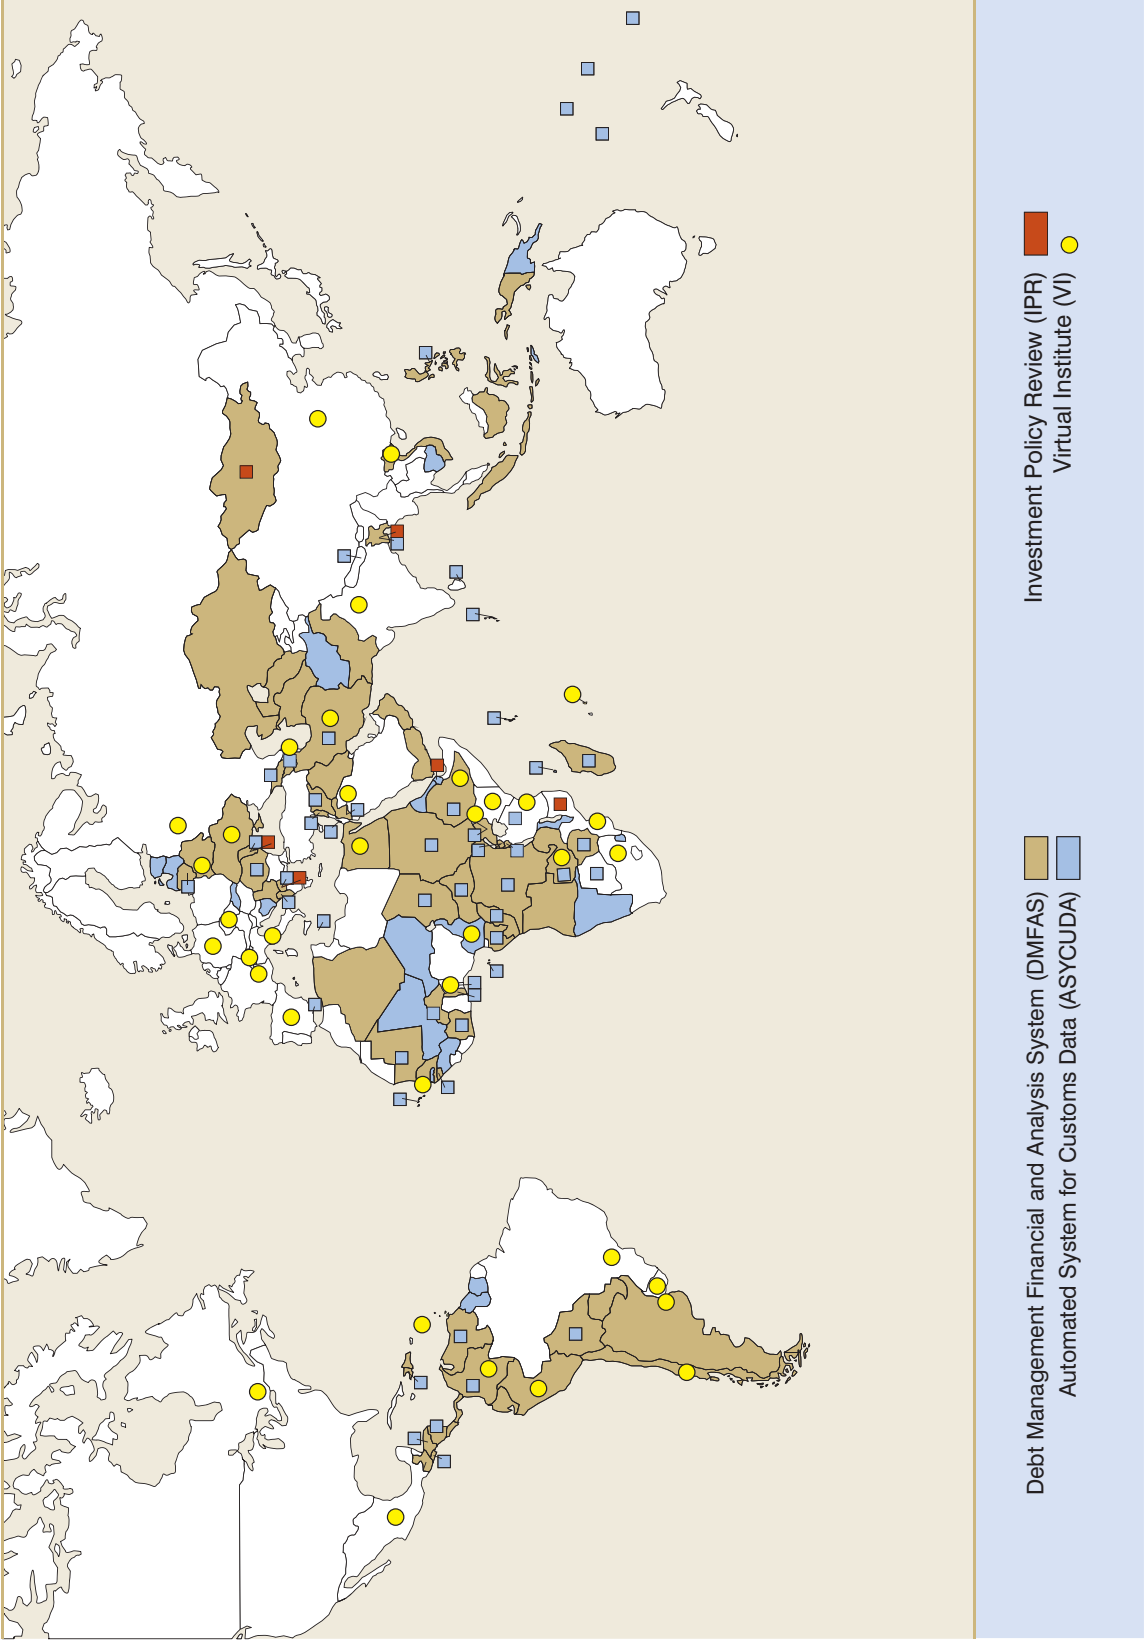 Debt Management Financial and Analysis System (DMFAS)
Automated System for Customs Data (ASYCUDA)
Investment Policy Review (IPR)
Virtual Institute (VI)